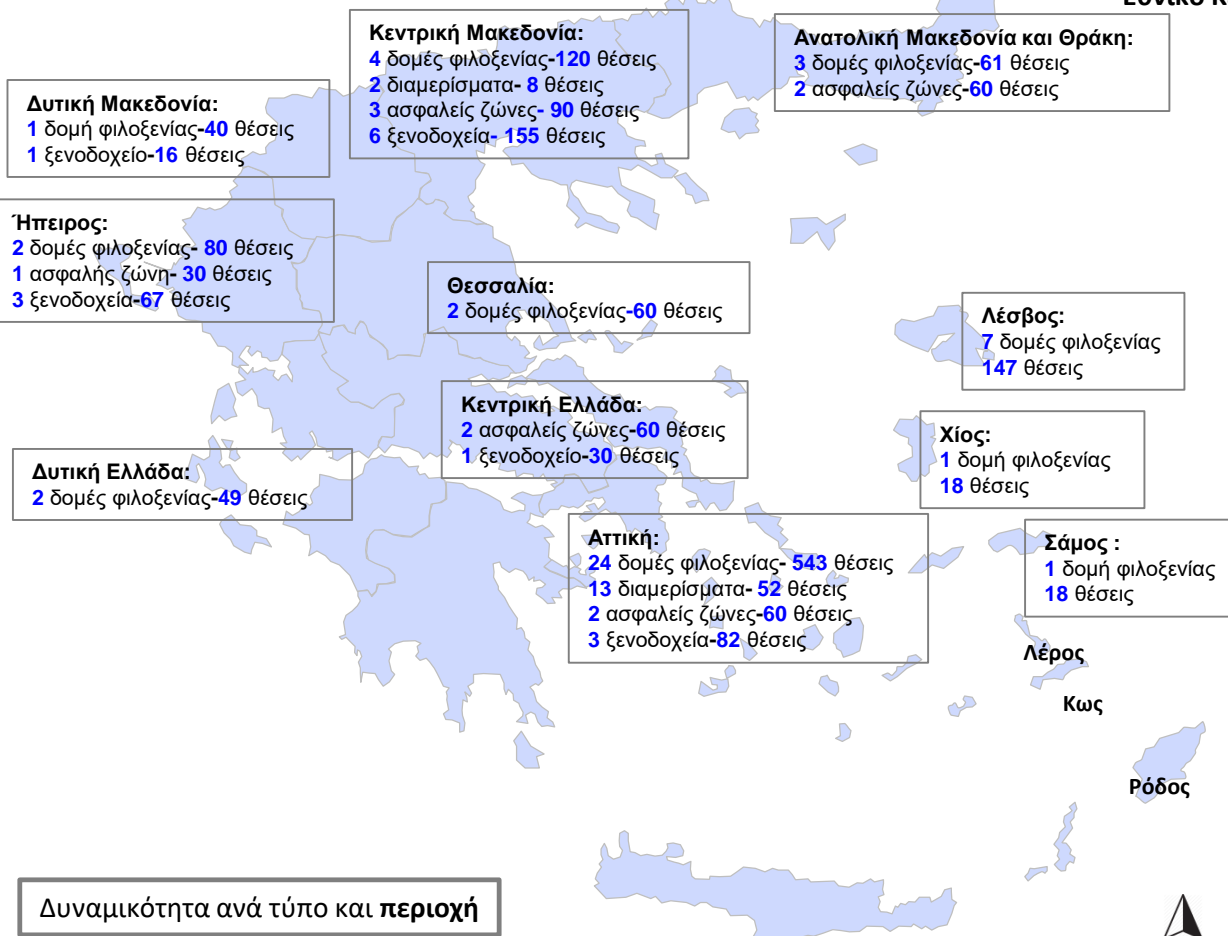 Κεντρική Μακεδονία:
4 δομές φιλοξενίας-120 θέσεις
2 διαμερίσματα- 8 θέσεις
3 ασφαλείς ζώνες- 90 θέσεις
6 ξενοδοχεία- 155 θέσεις
Ανατολική Μακεδονία και Θράκη:
3 δομές φιλοξενίας-61 θέσεις
2 ασφαλείς ζώνες-60 θέσεις
Δυτική Μακεδονία:
1 δομή φιλοξενίας-40 θέσεις
1 ξενοδοχείο-16 θέσεις
Ήπειρος:
2 δομές φιλοξενίας- 80 θέσεις
1 ασφαλής ζώνη- 30 θέσεις
3 ξενοδοχεία-67 θέσεις
Θεσσαλία:
2 δομές φιλοξενίας-60 θέσεις
Λέσβος:
7 δομές φιλοξενίας
147 θέσεις
Κεντρική Ελλάδα:
2 ασφαλείς ζώνες-60 θέσεις
1 ξενοδοχείο-30 θέσεις
Χίος:
1 δομή φιλοξενίας
18 θέσεις
Δυτική Ελλάδα:
2 δομές φιλοξενίας-49 θέσεις
Αττική:
24 δομές φιλοξενίας- 543 θέσεις
13 διαμερίσματα- 52 θέσεις
2 ασφαλείς ζώνες-60 θέσεις
3 ξενοδοχεία-82 θέσεις
Σάμος :
1 δομή φιλοξενίας
18 θέσεις
Λέρος
Κως
Ρόδος
Δυναμικότητα ανά τύπο και περιοχή